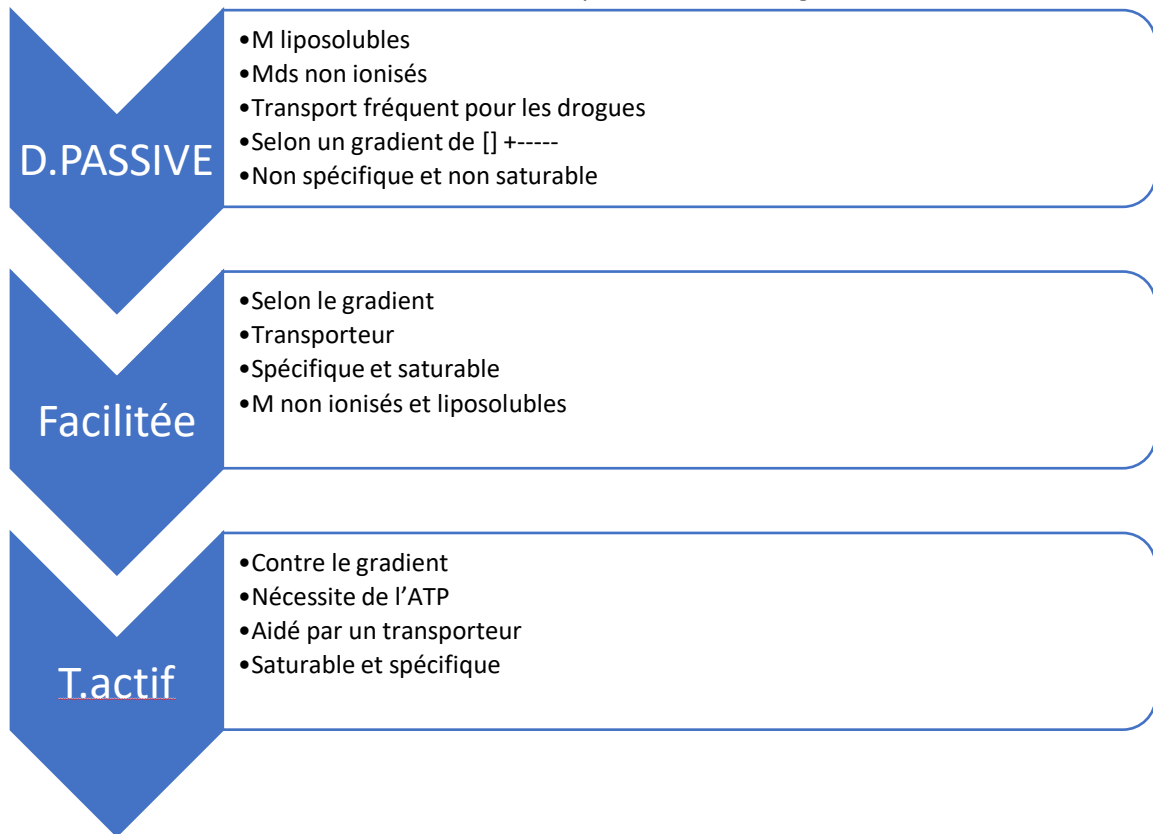 D.PASSIVE
•M liposolubles
•Mds non ionisés
•Transport fréquent pour les drogues
•Selon un gradient de [] +-----
•Non spécifique et non saturable
Facilitée
•Selon le gradient
•Transporteur
•Spécifique et saturable
•M non ionisés et liposolubles
T.actif
•Contre le gradient
•Nécessite de l’ATP
•Aidé par un transporteur
•Saturable et spécifique